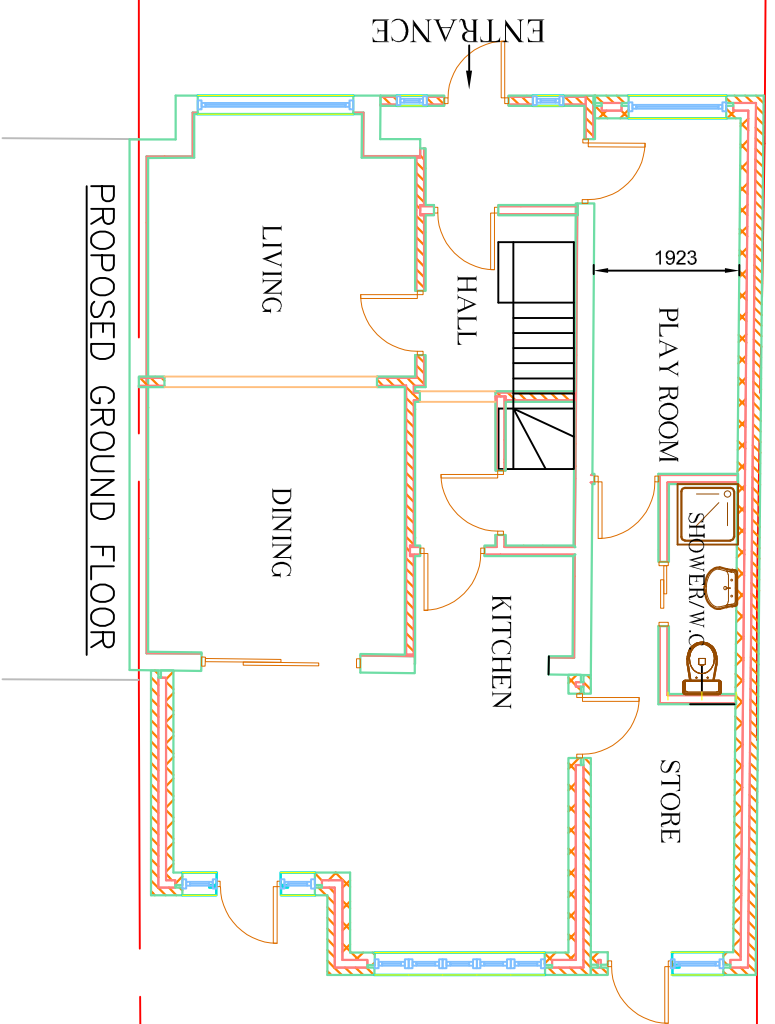 ENTRANCE
LIVING
HALL
1923
PLAY ROOM
DINING
KITCHEN
SHOWER/W.C
STORE
PROPOSED GROUND FLOOR